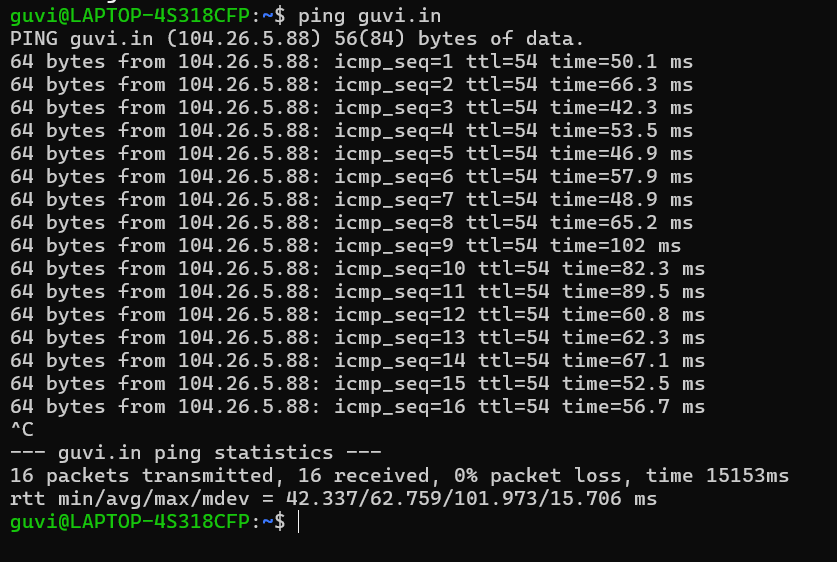 guvi@LAPTOP-4S318CFP:~$ ping guvi.in
PING guvi.in (104.26.5.88) 56(84) bytes of data.
64 bytes from 104.26.5.88: icmp_seq=1 ttl=54 time=50.1 ms
64 bytes from 104.26.5.88: icmp_seq=2 ttl=54 time=66.3 ms
64 bytes from 104.26.5.88: icmp_seq=3 ttl=54 time=42.3 ms
64 bytes from 104.26.5.88: icmp_seq=4 ttl=54 time=53.5 ms
64 bytes from 104.26.5.88: icmp_seq=5 ttl=54 time=46.9 ms
64 bytes from 104.26.5.88: icmp_seq=6 ttl=54 time=57.9 ms
64 bytes from 104.26.5.88: icmp_seq=7 ttl=54 time=48.9 ms
64 bytes from 104.26.5.88: icmp_seq=8 ttl=54 time=65.2 ms
64 bytes from 104.26.5.88: icmp_seq=9 ttl=54 time=102 ms
64 bytes from 104.26.5.88: icmp_seq=10 ttl=54 time=82.3 ms
64 bytes from 104.26.5.88: icmp_seq=11 ttl=54 time=89.5 ms
64 bytes from 104.26.5.88: icmp_seq=12 ttl=54 time=60.8 ms
64 bytes from 104.26.5.88: icmp_seq=13 ttl=54 time=62.3 ms
64 bytes from 104.26.5.88: icmp_seq=14 ttl=54 time=67.1 ms
64 bytes from 104.26.5.88: icmp_seq=15 ttl=54 time=52.5 ms
64 bytes from 104.26.5.88: icmp_seq=16 ttl=54 time=56.7 ms
^C
--- guvi.in ping statistics ---
16 packets transmitted, 16 received, 0% packet loss, time 15153ms
rtt min/avg/max/mdev = 42.337/62.759/101.973/15.706 ms
guvi@LAPTOP-4S318CFP:~$